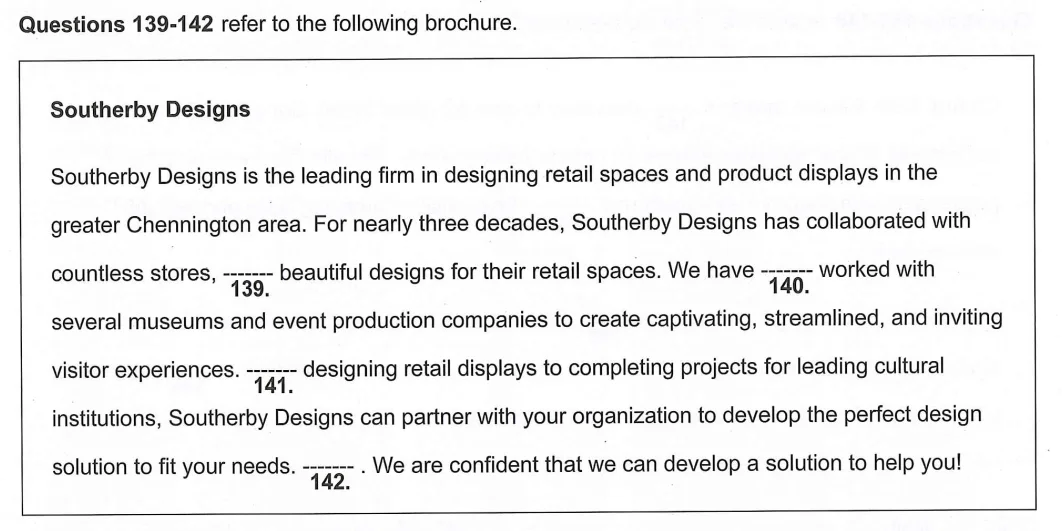 Questions 139-142 refer to the following brochure.
Southerby Designs
Southerby Designs is the leading firm in designing retail spaces and product displays in the
greater Chennington area. For nearly three decades, Southerby Designs has collaborated with
countless stores, ------- beautiful designs for their retail spaces. We have ------- worked with
139. 140.
several museums and event production companies to create captivating, streamlined, and inviting
visitor experiences. ------- designing retail displays to completing projects for leading cultural
141.
institutions, Southerby Designs can partner with your organization to develop the perfect design
solution to fit your needs. ------- . We are confident that we can develop a solution to help you!
142.